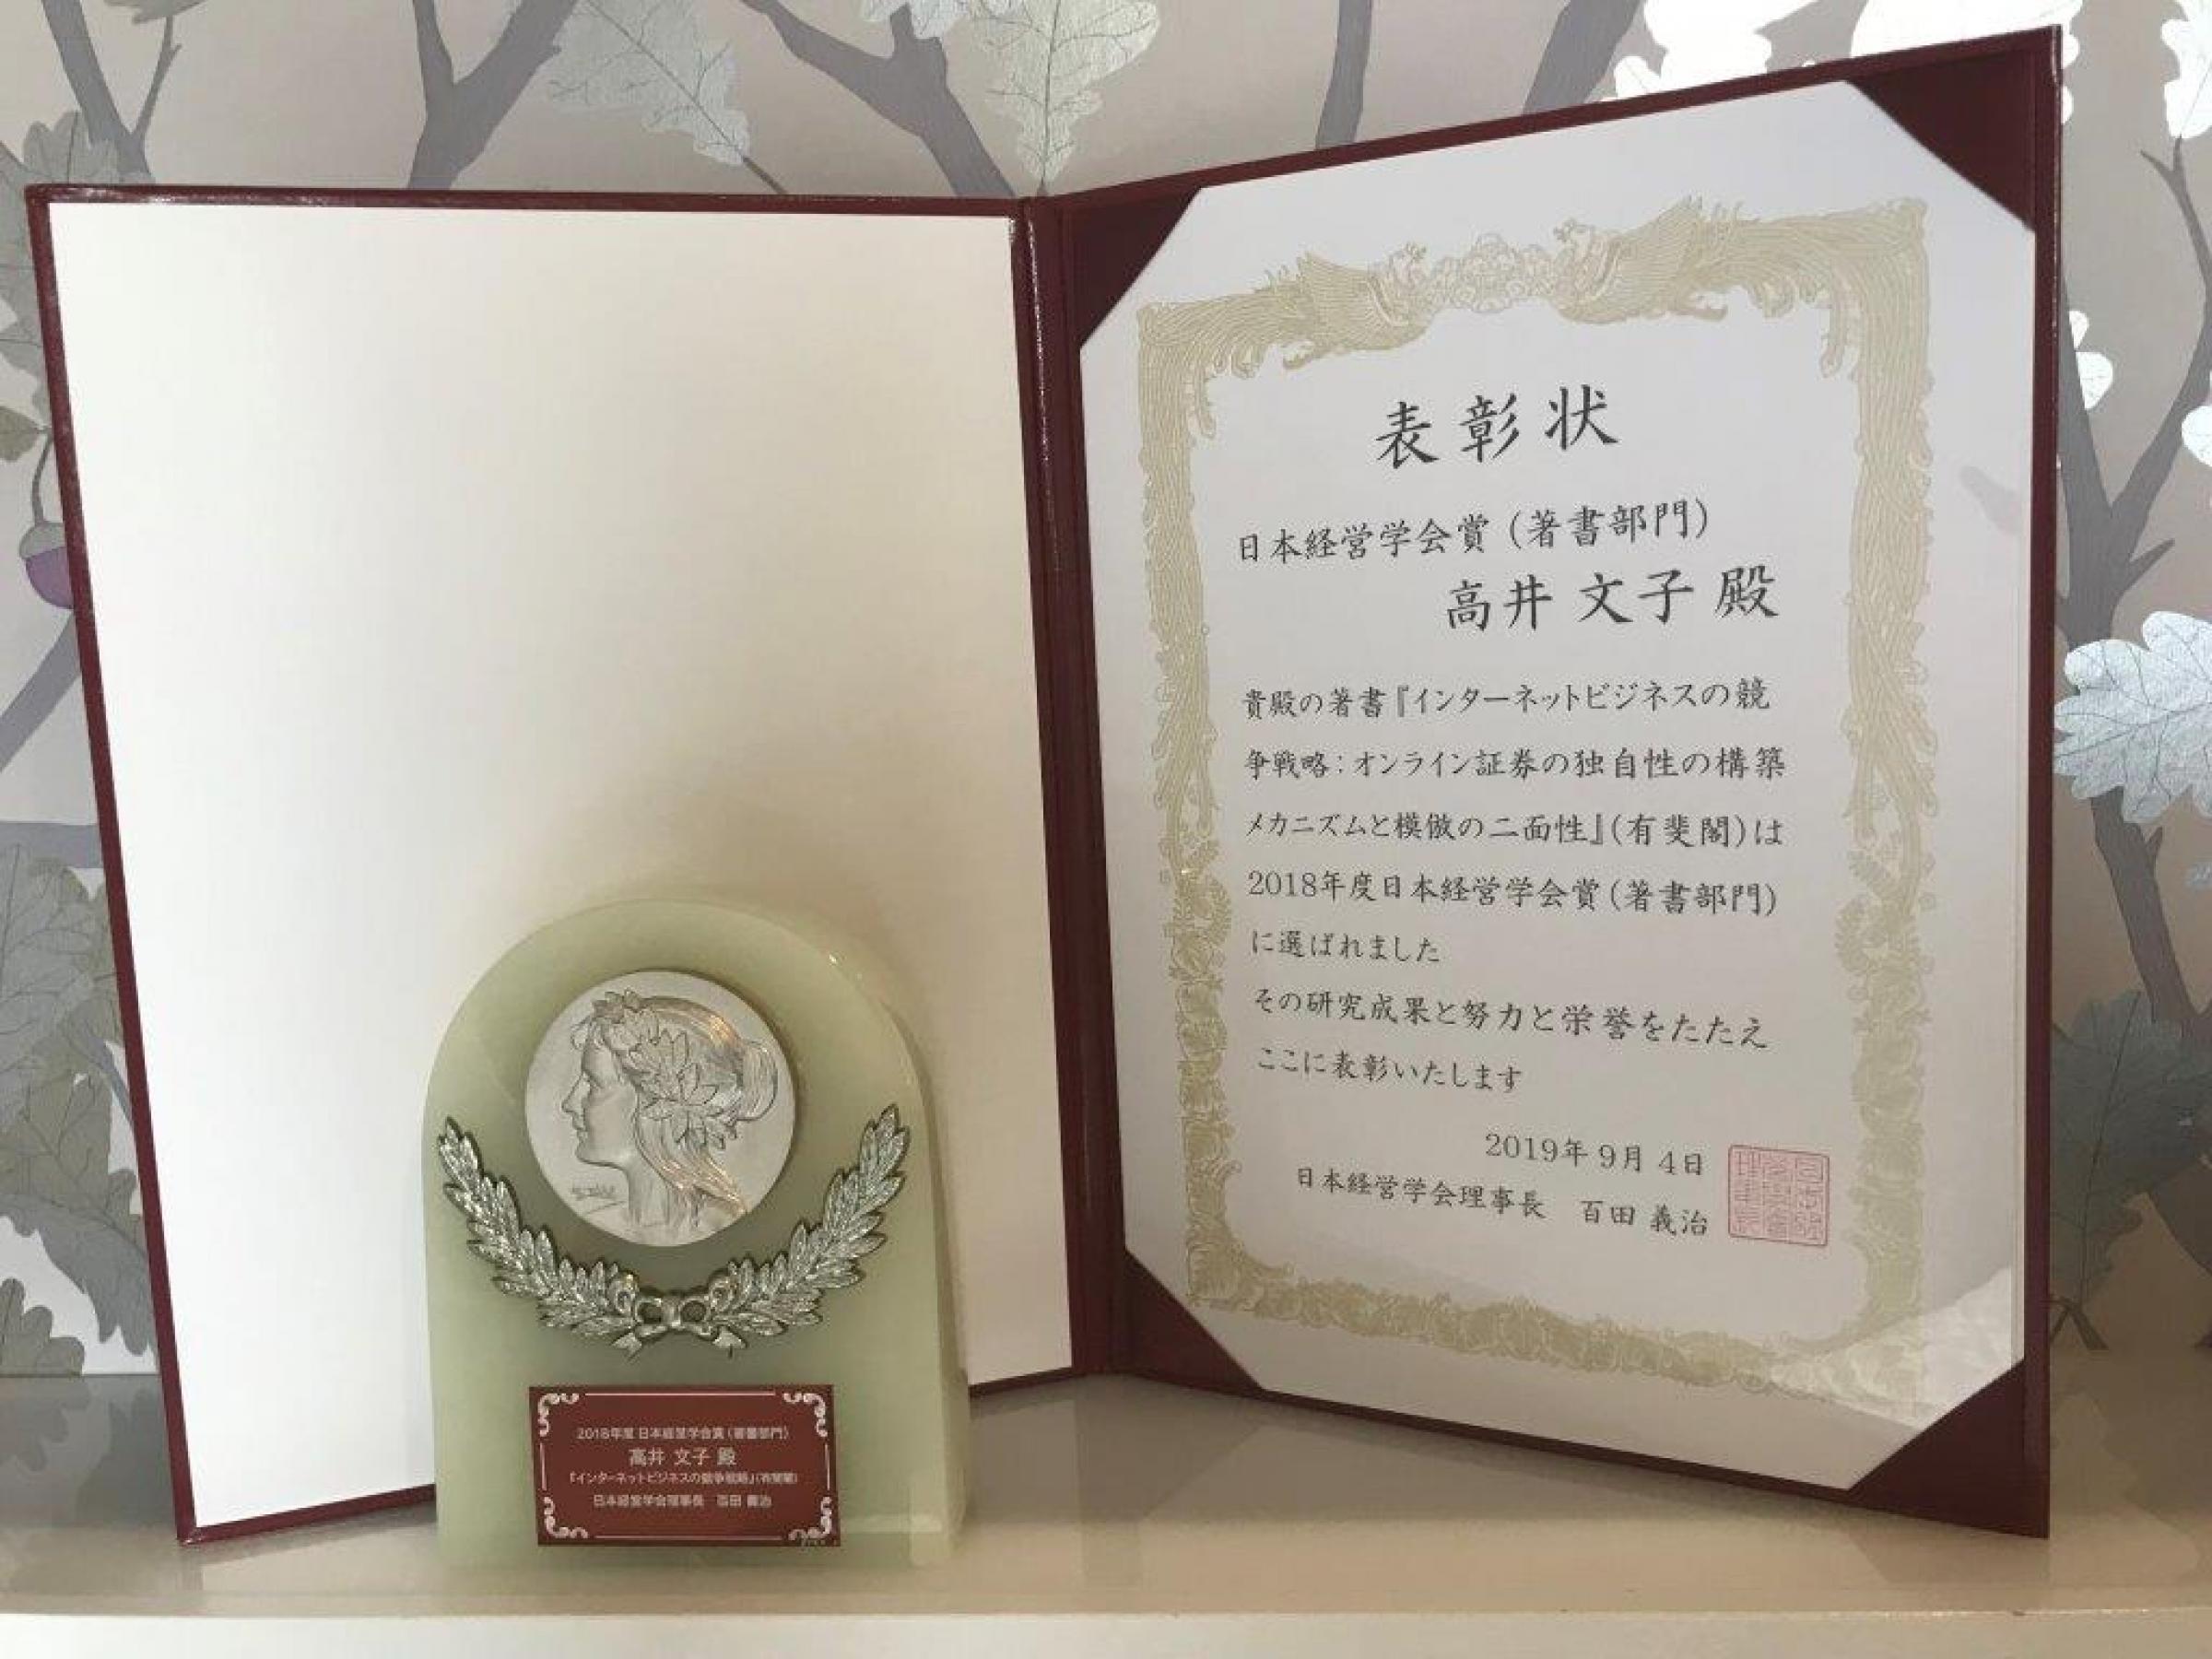 表彰状
日本経営学会賞（著書部門）
高井 文子 殿
貴殿の著書『インターネットビジネスの競
争戦略：オンライン証券の独自性の構築
メカニズムと模倣の二面性』（有斐閣）は
2018年度日本経営学会賞（著書部門）
に選ばれました
その研究成果と努力と栄誉をたたえ
ここに表彰いたします
2019年 9月 4日
日本経営学会理事長 百田 義治
2018年度 日本経営学会賞（著書部門）
高井 文子 殿
『インターネットビジネスの競争戦略』（有斐閣）
日本経営学会理事長 百田 義治